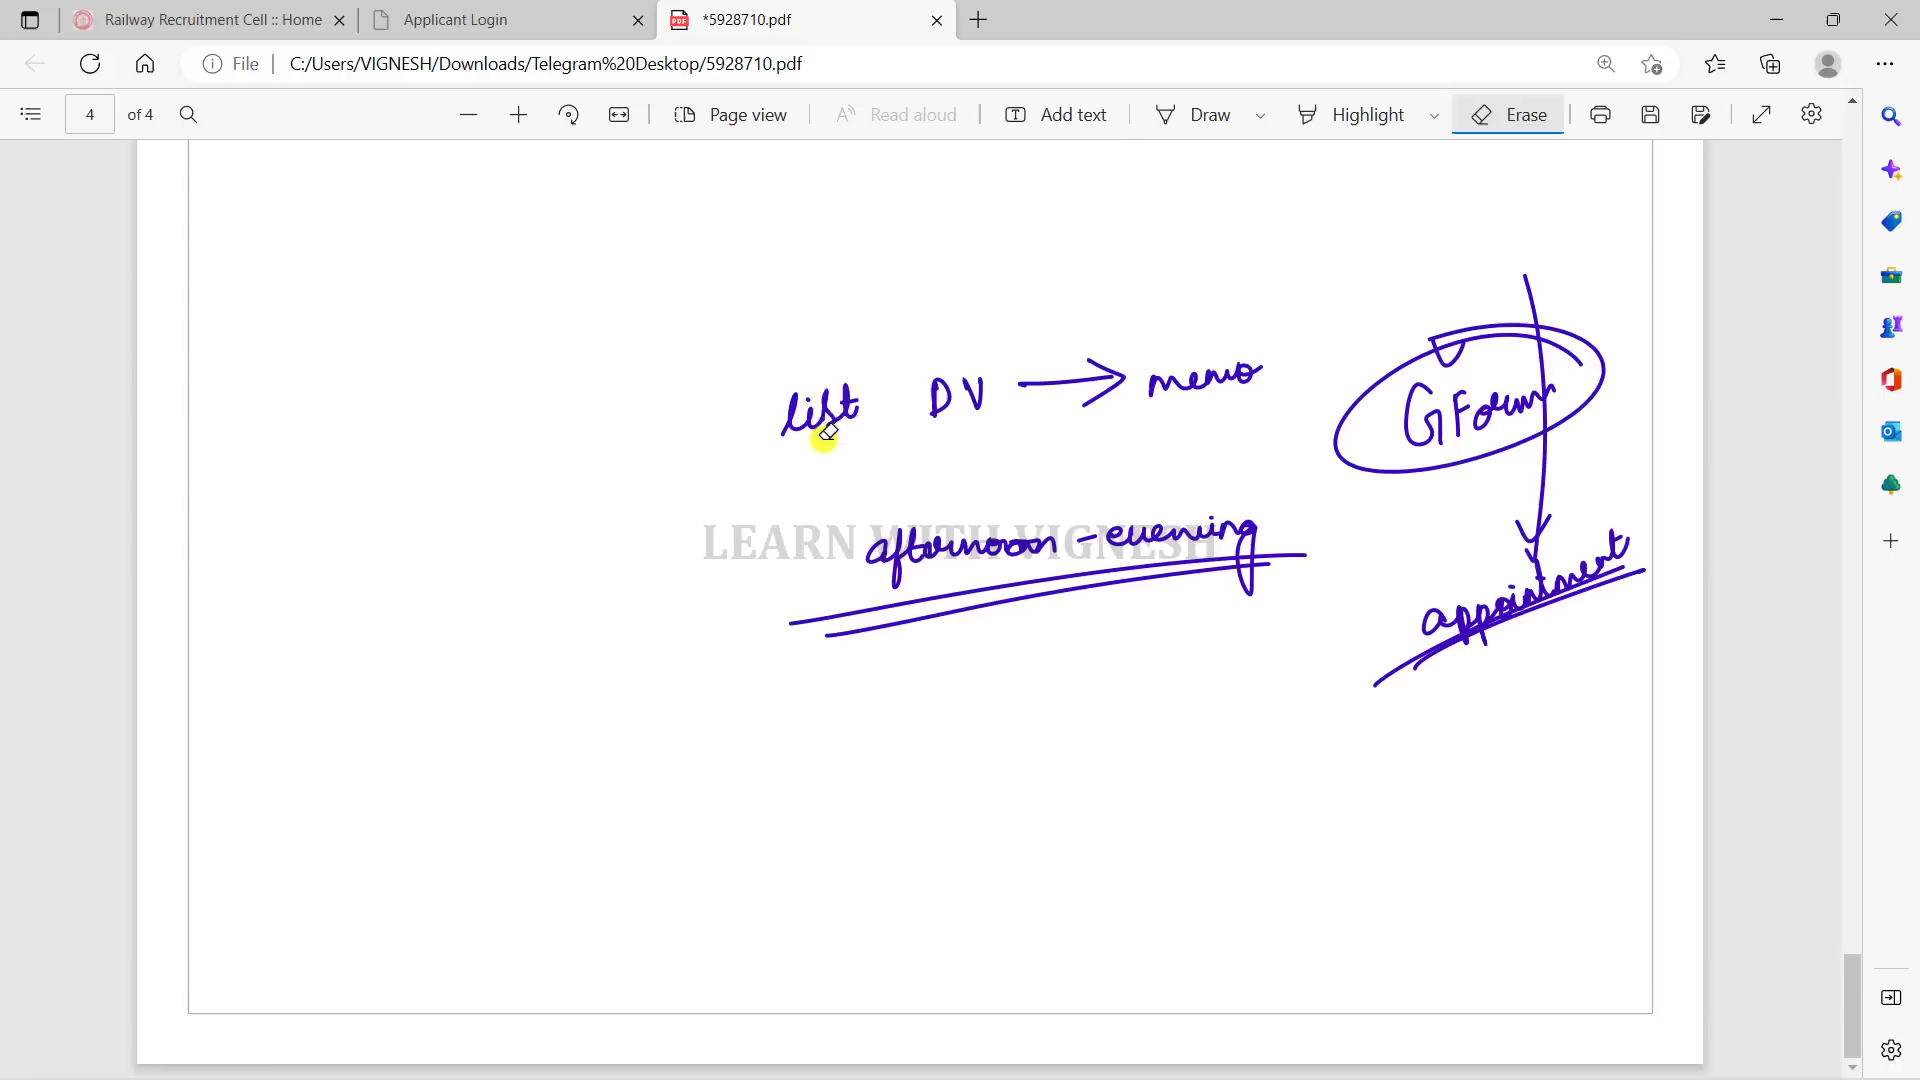 Railway Recruitment Cell :: Home
Applicant Login
*5928710.pdf
File
C:/Users/VIGNESH/Downloads/Telegram%20Desktop/5928710.pdf
4 of 4
Page view
Read aloud
Add text
Draw
Highlight
Erase
list DV → memo
GForm
LEARN WITH VIGNESH
afternoon - evening
appointment